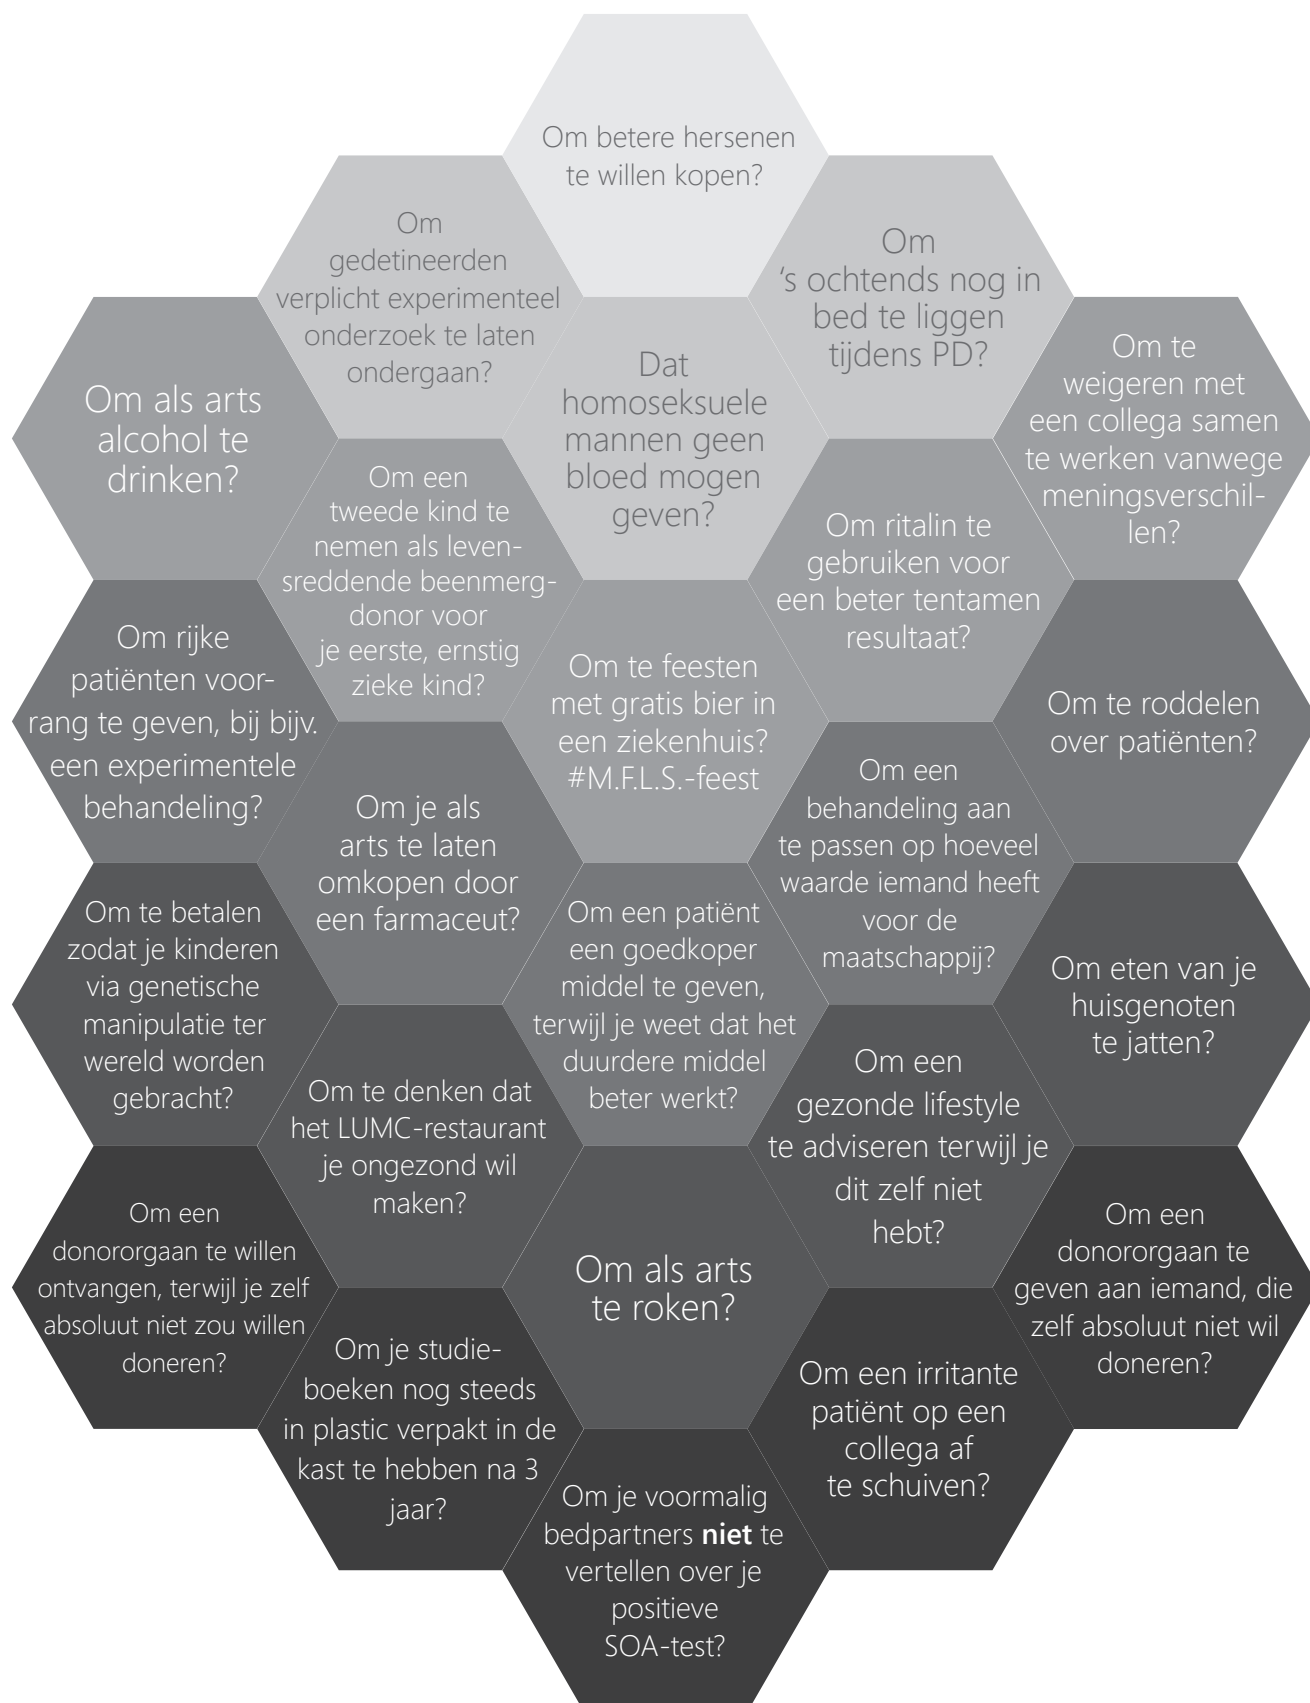 Om betere hersenen
te willen kopen?
Om
gedetineerden
verplicht experimenteel
onderzoek te laten
ondergaan?
Om
‘s ochtends nog in
bed te liggen
tijdens PD?
Om als arts
alcohol te
drinken?
Dat
homoseksuele
mannen geen
bloed mogen
geven?
Om te
weigeren met
een collega samen
te werken vanwege
meningsverschil-
len?
Om een
tweede kind te
nemen als leven-
sreddende beenmerg-
donor voor
je eerste, ernstig
zieke kind?
Om ritalin te
gebruiken voor
een beter tentamen
resultaat?
Om rijke
patiënten voor-
rang te geven, bij bijv.
een experimentele
behandeling?
Om te feesten
met gratis bier in
een ziekenhuis?
#M.F.L.S.-feest
Om te roddelen
over patiënten?
Om je als
arts te laten
omkopen door
een farmaceut?
Om een
behandeling aan
te passen op hoeveel
waarde iemand heeft
voor de
maatschappij?
Om te betalen
zodat je kinderen
via genetische
manipulatie ter
wereld worden
gebracht?
Om een patiënt
een goedkoper
middel te geven,
terwijl je weet dat het
duurdere middel
beter werkt?
Om eten van je
huisgenoten
te jatten?
Om te denken dat
het LUMC-restaurant
je ongezond wil
maken?
Om een
gezonde lifestyle
te adviseren terwijl je
dit zelf niet
hebt?
Om een
donororgaan te willen
ontvangen, terwijl je zelf
absoluut niet zou willen
doneren?
Om als arts
te roken?
Om een
donororgaan te
geven aan iemand, die
zelf absoluut niet wil
doneren?
Om je studie-
boeken nog steeds
in plastic verpakt in de
kast te hebben na 3
jaar?
Om een irritante
patiënt op een
collega af
te schuiven?
Om je voormalig
bedpartners niet te
vertellen over je
positieve
SOA-test?